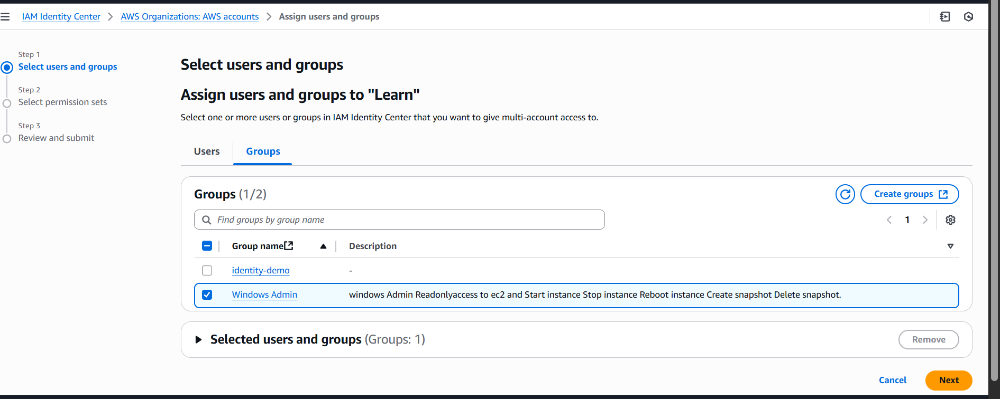 IAM Identity Center > AWS Organizations: AWS accounts > Assign users and groups
Step 1
Select users and groups
Step 2
Select permission sets
Step 3
Review and submit
Select users and groups
Assign users and groups to "Learn"
Select one or more users or groups in IAM Identity Center that you want to give multi-account access to.
Users Groups
Groups (1/2)
Create groups
Find groups by group name
1
Group name Description
identity-demo -
Windows Admin windows Admin Readonlyaccess to ec2 and Start instance Stop instance Reboot instance Create snapshot Delete snapshot.
Selected users and groups (Groups: 1)
Remove
Cancel Next